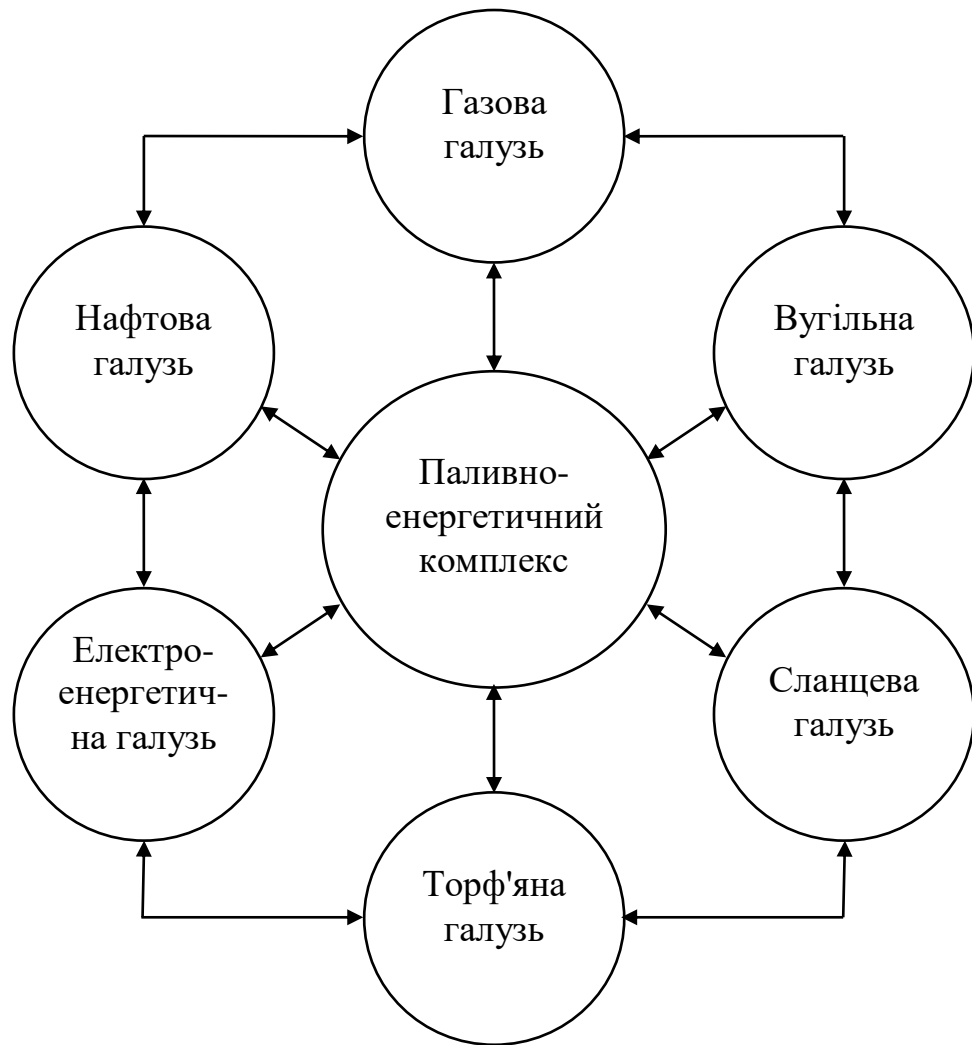 Газова
галузь
Нафтова
галузь
Вугільна
галузь
Паливно-
енергетичний
комплекс
Електро-
енергетич-
на галузь
Сланцева
галузь
Торф'яна
галузь